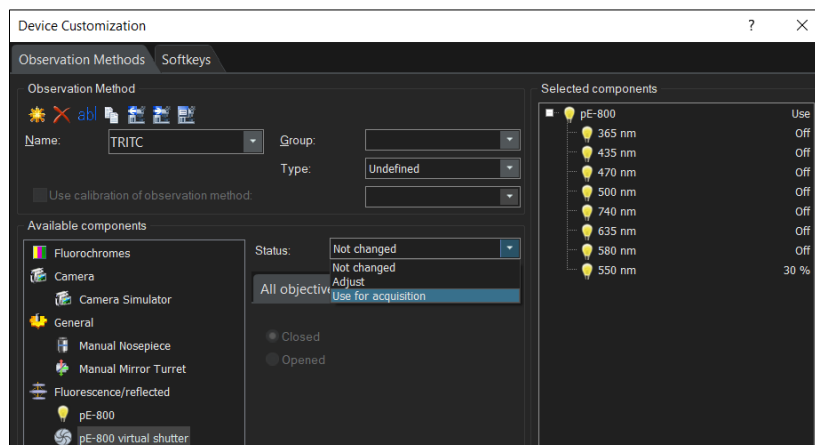 Device Customization
? ×
Observation Methods Softkeys
Observation Method
abl
Name: TRITC
Group:
Type: Undefined
Use calibration of observation method:
Available components
Fluorochromes
Camera
Camera Simulator
General
Manual Nosepiece
Manual Mirror Turret
Fluorescence/reflected
pE-800
pE-800 virtual shutter
Status: Not changed
Not changed
Adjust
Use for acquisition
All objective
Closed
Opened
Selected components
pE-800 Use
365 nm Off
435 nm Off
470 nm Off
500 nm Off
740 nm Off
635 nm Off
580 nm Off
550 nm 30 %